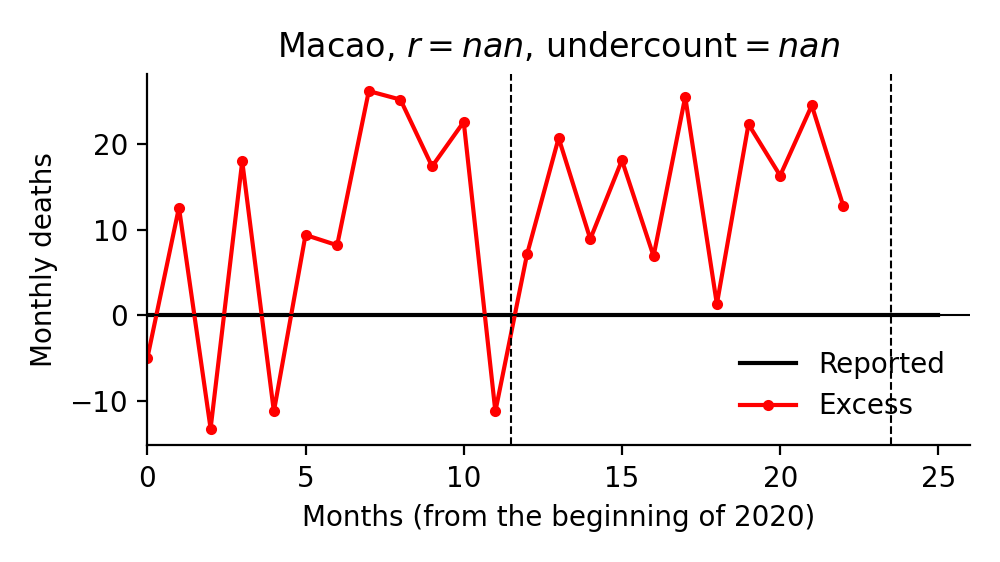 Macao, r = nan, undercount = nan
Monthly deaths
20
10
0
−10
Reported
Excess
0 5 10 15 20 25
Months (from the beginning of 2020)